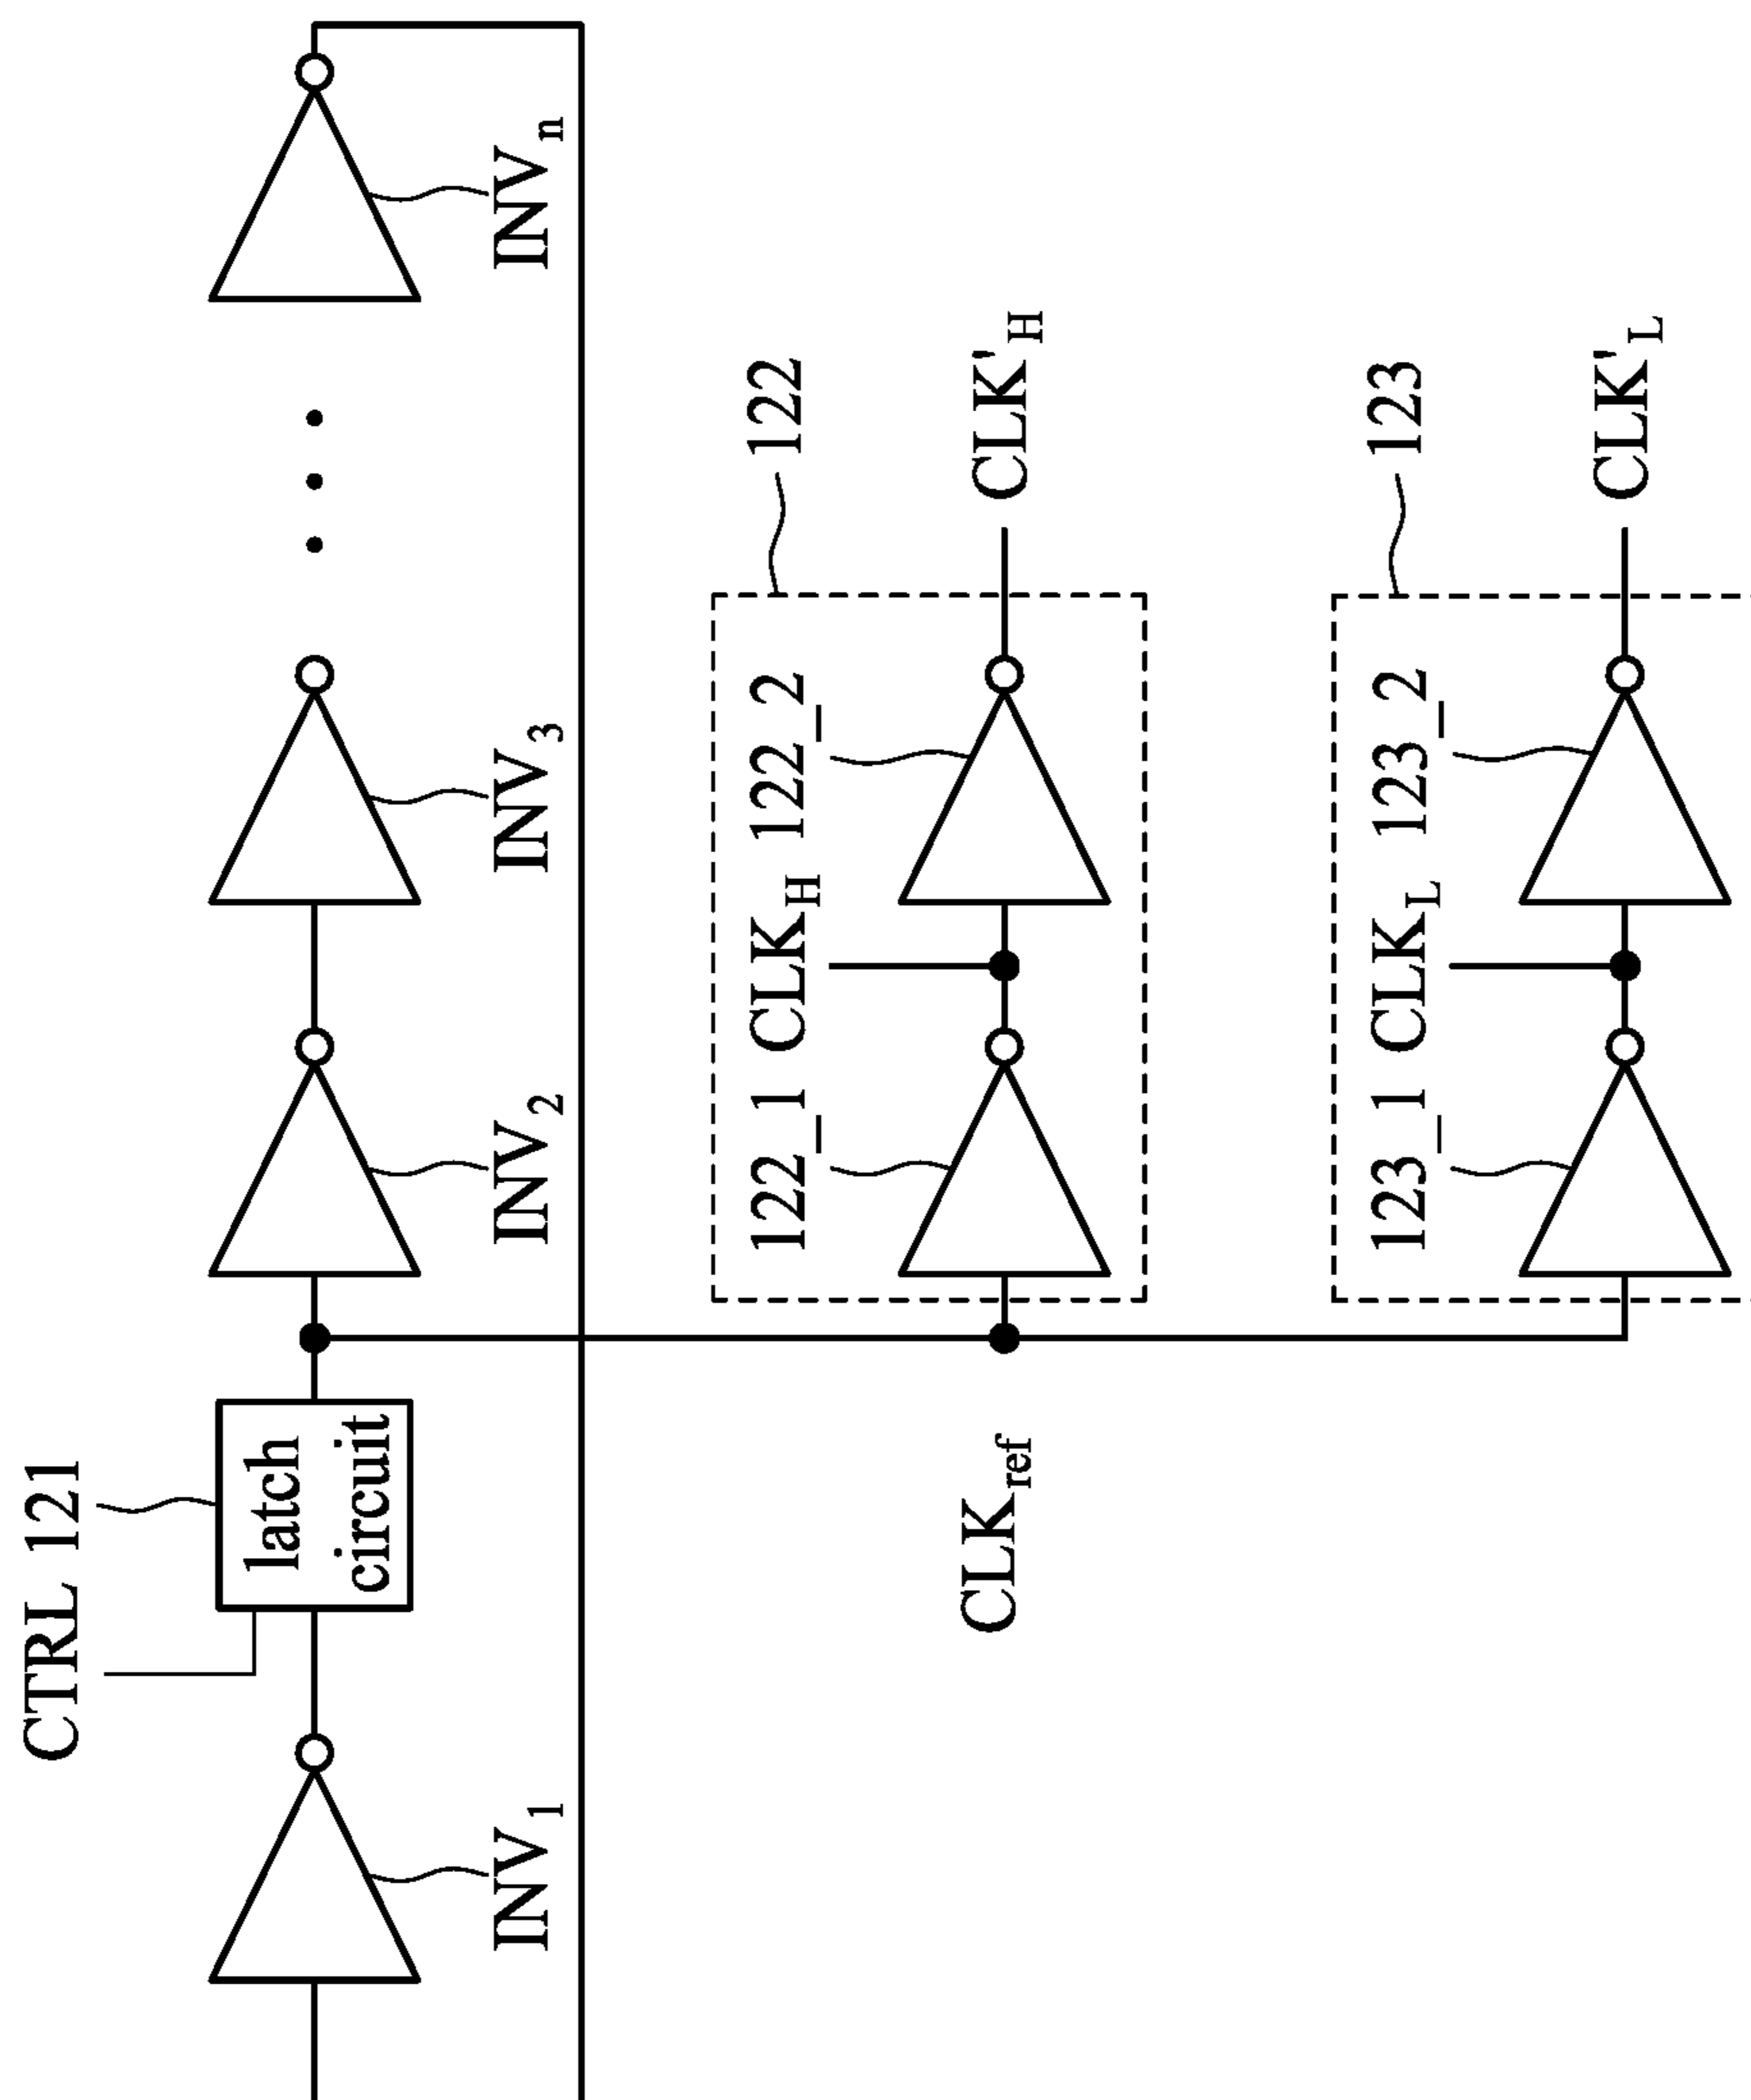 CTRL 121
latch
circuit
INV1
INV2
INV3
INVn
CLKref
122_1 CLKH 122_2
122
CLK'H
123_1 CLKL 123_2
123
CLK'L